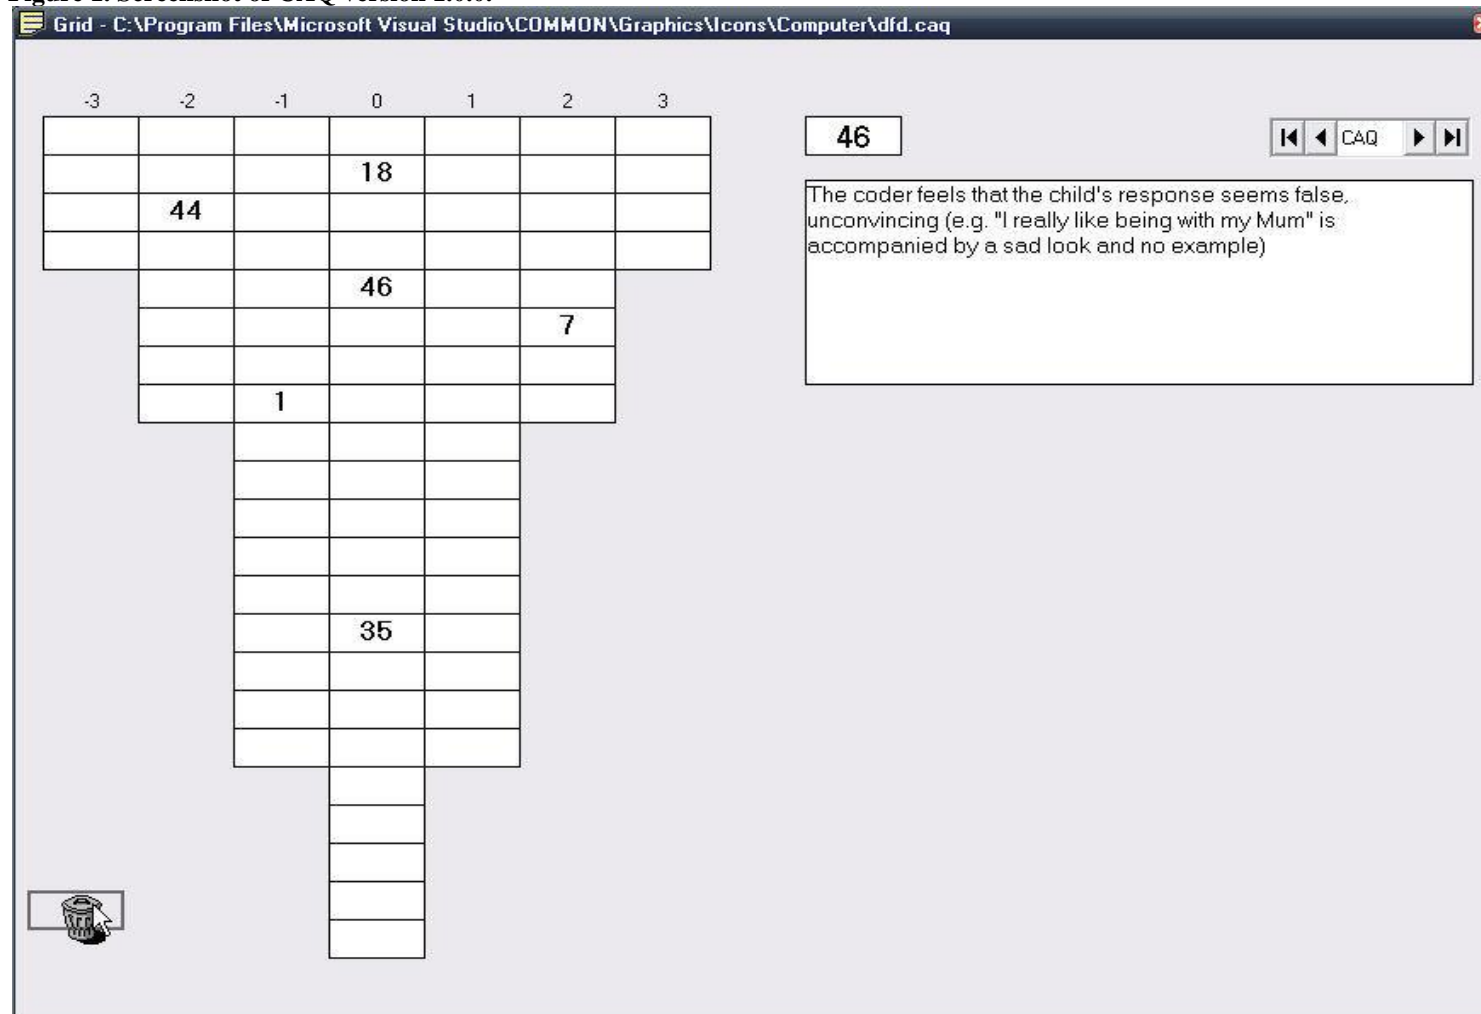 Grid - C:\Program Files\Microsoft Visual Studio\COMMON\Graphics\Icons\Computer\dfd.caq
-3 -2 -1 0 1 2 3
46
CAQ
18
44
The coder feels that the child's response seems false,
unconvincing (e.g. "I really like being with my Mum" is
accompanied by a sad look and no example)
46
7
1
35